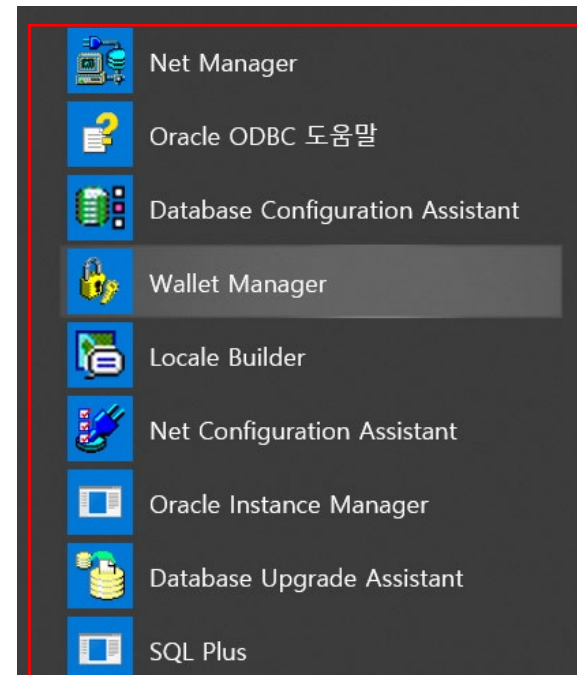 Net Manager
Oracle ODBC 도움말
Database Configuration Assistant
Wallet Manager
Locale Builder
Net Configuration Assistant
Oracle Instance Manager
Database Upgrade Assistant
SQL Plus